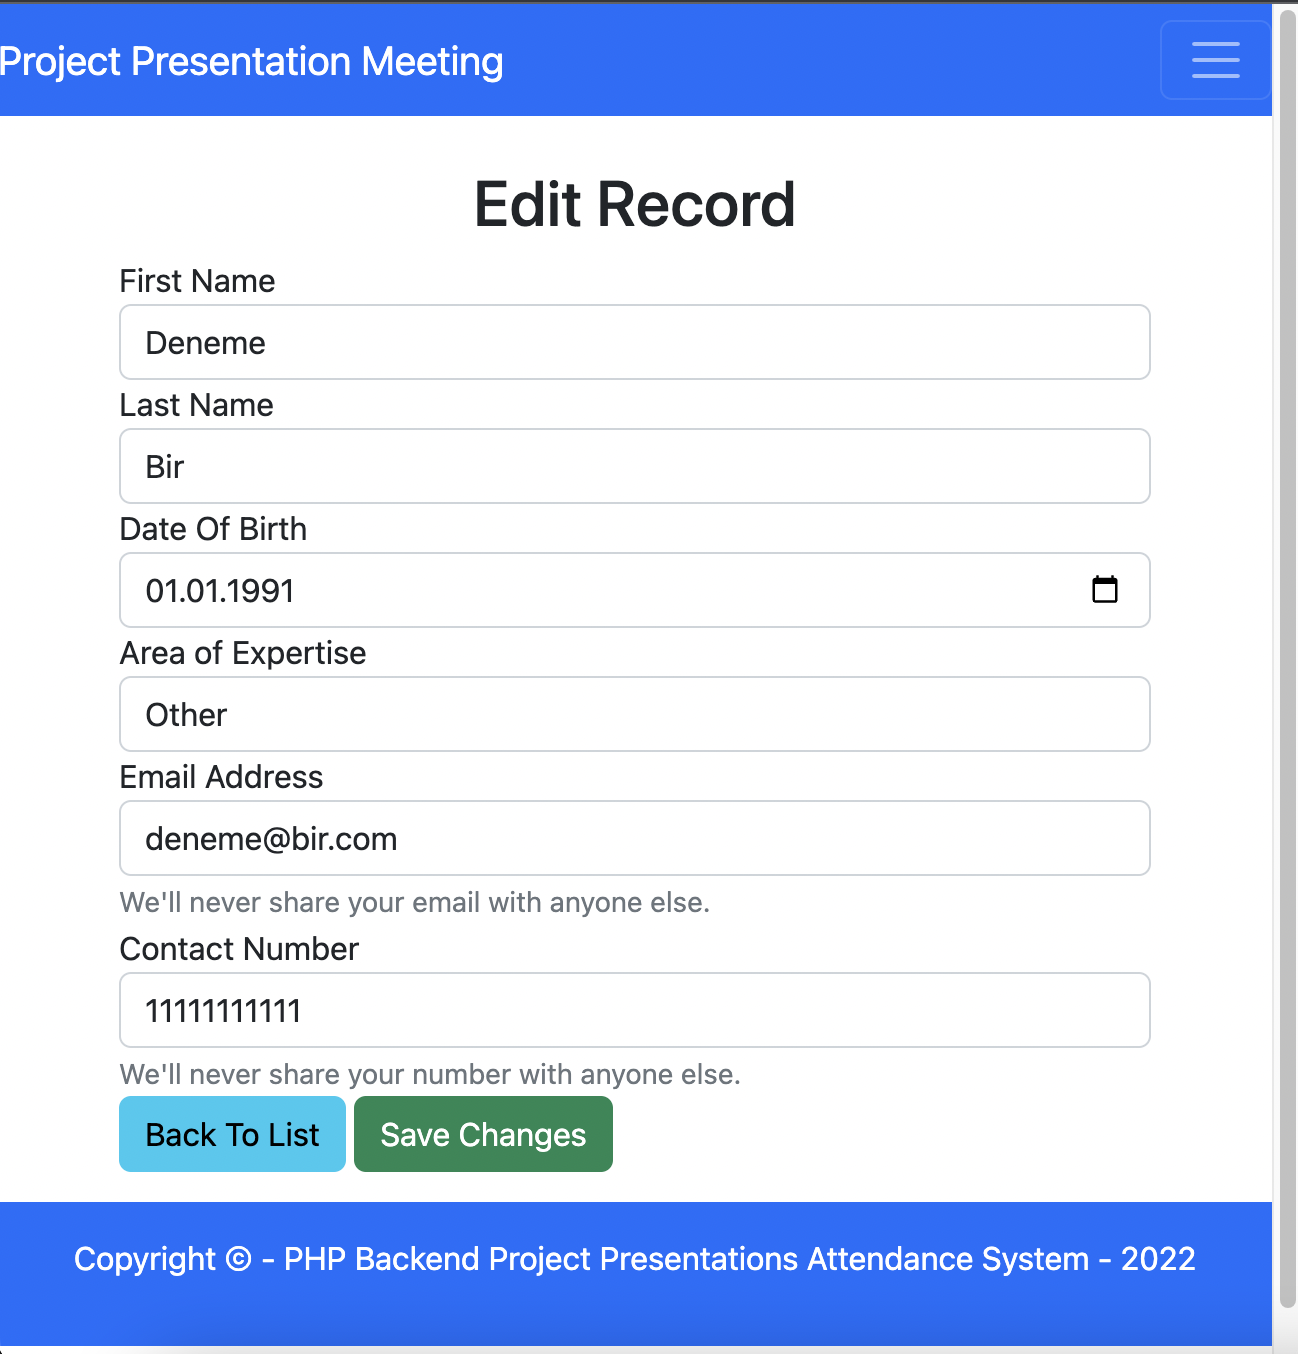 Project Presentation Meeting
Edit Record
First Name
Deneme
Last Name
Bir
Date Of Birth
01.01.1991
Area of Expertise
Other
Email Address
deneme@bir.com
We'll never share your email with anyone else.
Contact Number
11111111111
We'll never share your number with anyone else.
Back To List Save Changes
Copyright © - PHP Backend Project Presentations Attendance System - 2022